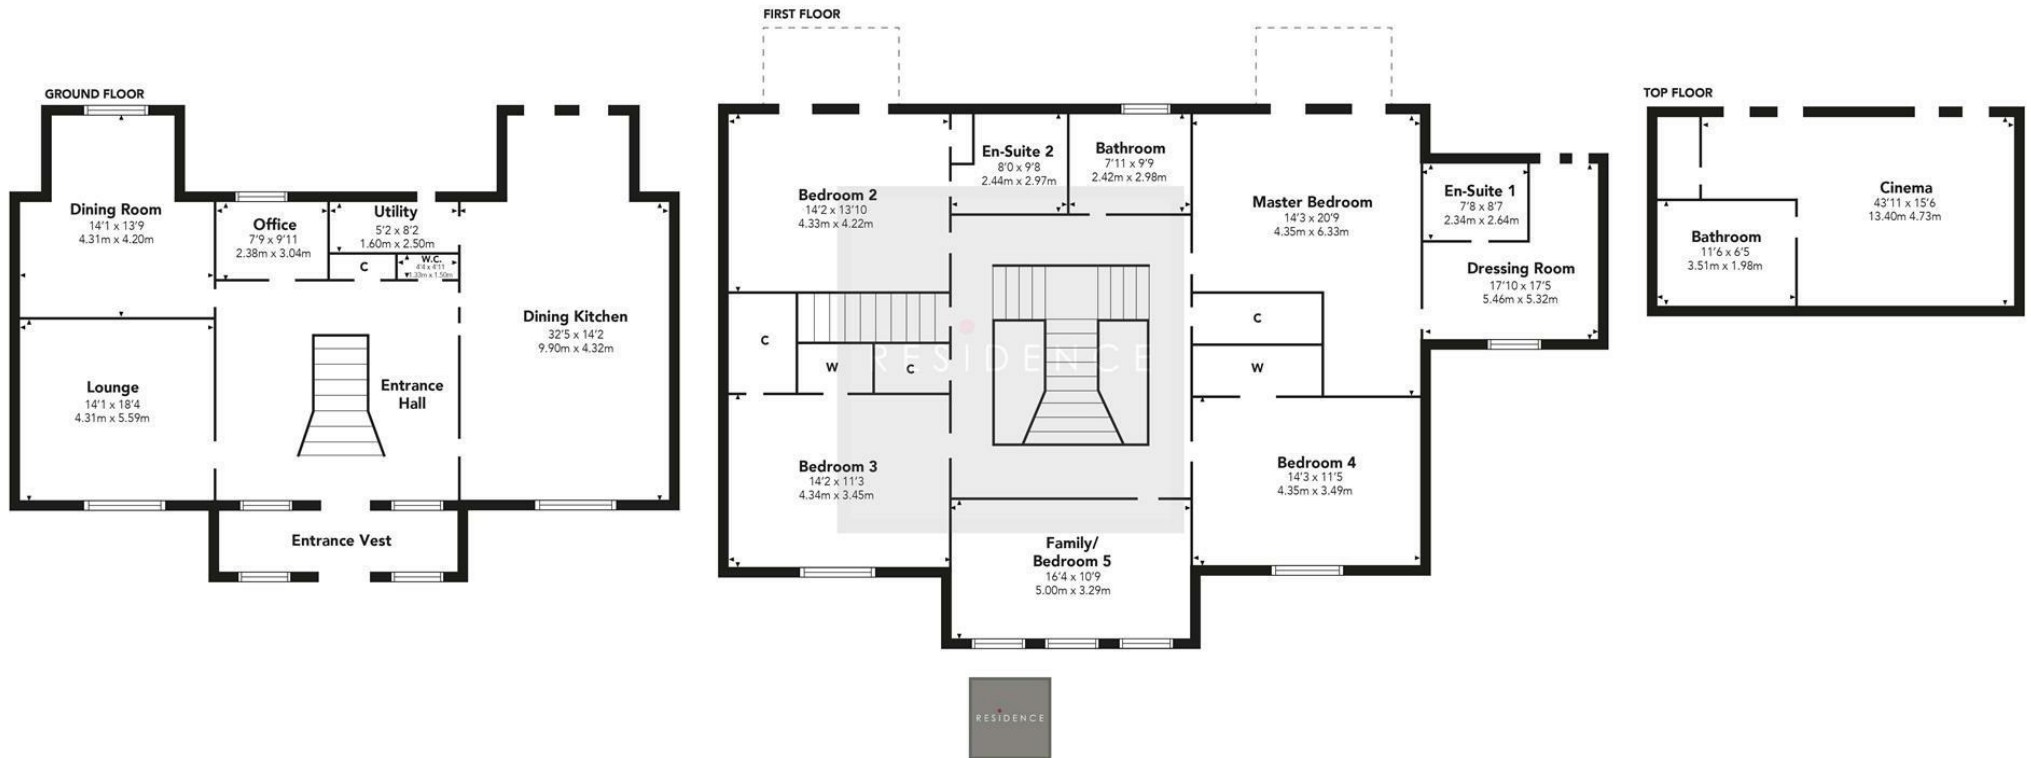 GROUND FLOOR
Dining Room
14'1 x 13'9
4.31m x 4.20m
Office
7'9 x 9'11
2.38m x 3.04m
Utility
5'2 x 8'2
1.60m x 2.50m
C
W.C.
4'4 x 4'11
1.33m x 1.50m
Lounge
14'1 x 18'4
4.31m x 5.59m
Entrance
Hall
Dining Kitchen
32'5 x 14'2
9.90m x 4.32m
Entrance Vest
FIRST FLOOR
Bedroom 2
14'2 x 13'10
4.33m x 4.22m
En-Suite 2
8'0 x 9'8
2.44m x 2.97m
Bathroom
7'11 x 9'9
2.42m x 2.98m
Master Bedroom
14'3 x 20'9
4.35m x 6.33m
En-Suite 1
7'8 x 8'7
2.34m x 2.64m
Dressing Room
17'10 x 17'5
5.46m x 5.32m
C
W
C
C
W
RESIDENCE
Bedroom 3
14'2 x 11'3
4.34m x 3.45m
Bedroom 4
14'3 x 11'5
4.35m x 3.49m
Family/
Bedroom 5
16'4 x 10'9
5.00m x 3.29m
TOP FLOOR
Cinema
43'11 x 15'6
13.40m 4.73m
Bathroom
11'6 x 6'5
3.51m x 1.98m
RESIDENCE